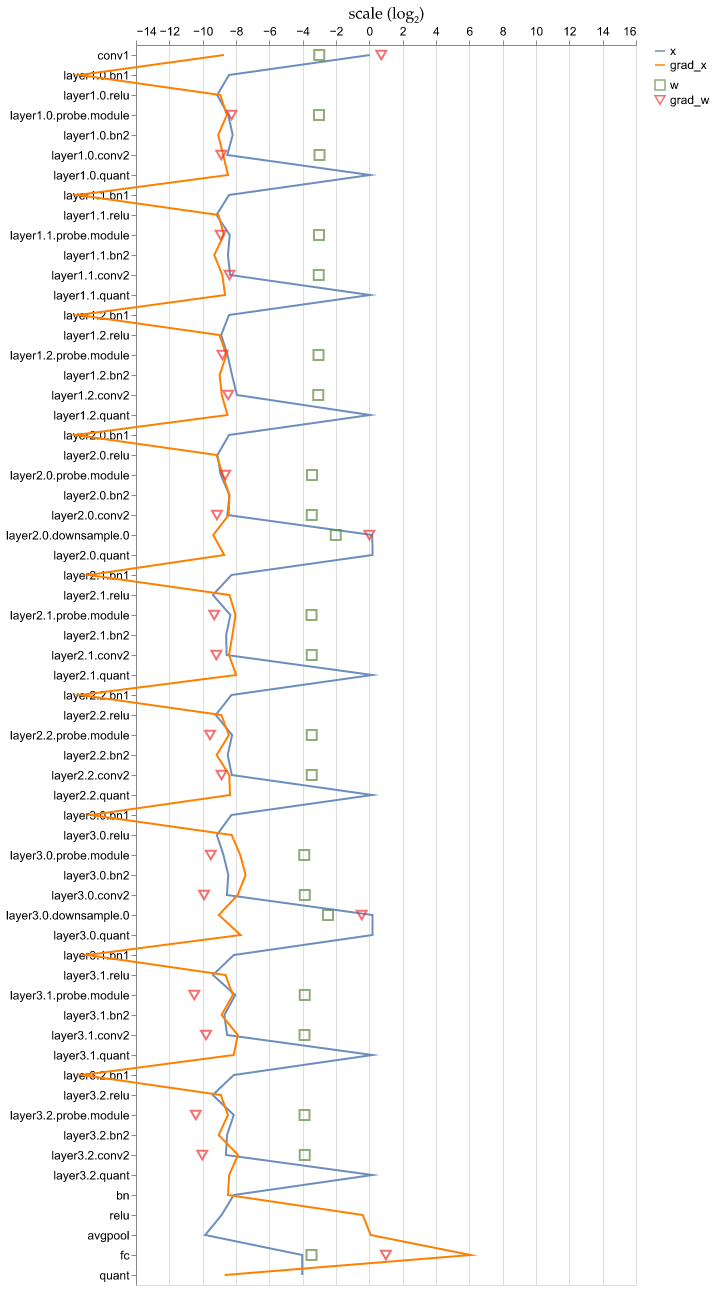 scale (log₂)
−14 −12 −10 −8 −6 −4 −2 0 2 4 6 8 10 12 14 16
x
grad_x
w
grad_w
conv1
layer1.0.bn1
layer1.0.relu
layer1.0.probe.module
layer1.0.bn2
layer1.0.conv2
layer1.0.quant
layer1.1.bn1
layer1.1.relu
layer1.1.probe.module
layer1.1.bn2
layer1.1.conv2
layer1.1.quant
layer1.2.bn1
layer1.2.relu
layer1.2.probe.module
layer1.2.bn2
layer1.2.conv2
layer1.2.quant
layer2.0.bn1
layer2.0.relu
layer2.0.probe.module
layer2.0.bn2
layer2.0.conv2
layer2.0.downsample.0
layer2.0.quant
layer2.1.bn1
layer2.1.relu
layer2.1.probe.module
layer2.1.bn2
layer2.1.conv2
layer2.1.quant
layer2.2.bn1
layer2.2.relu
layer2.2.probe.module
layer2.2.bn2
layer2.2.conv2
layer2.2.quant
layer3.0.bn1
layer3.0.relu
layer3.0.probe.module
layer3.0.bn2
layer3.0.conv2
layer3.0.downsample.0
layer3.0.quant
layer3.1.bn1
layer3.1.relu
layer3.1.probe.module
layer3.1.bn2
layer3.1.conv2
layer3.1.quant
layer3.2.bn1
layer3.2.relu
layer3.2.probe.module
layer3.2.bn2
layer3.2.conv2
layer3.2.quant
bn
relu
avgpool
fc
quant